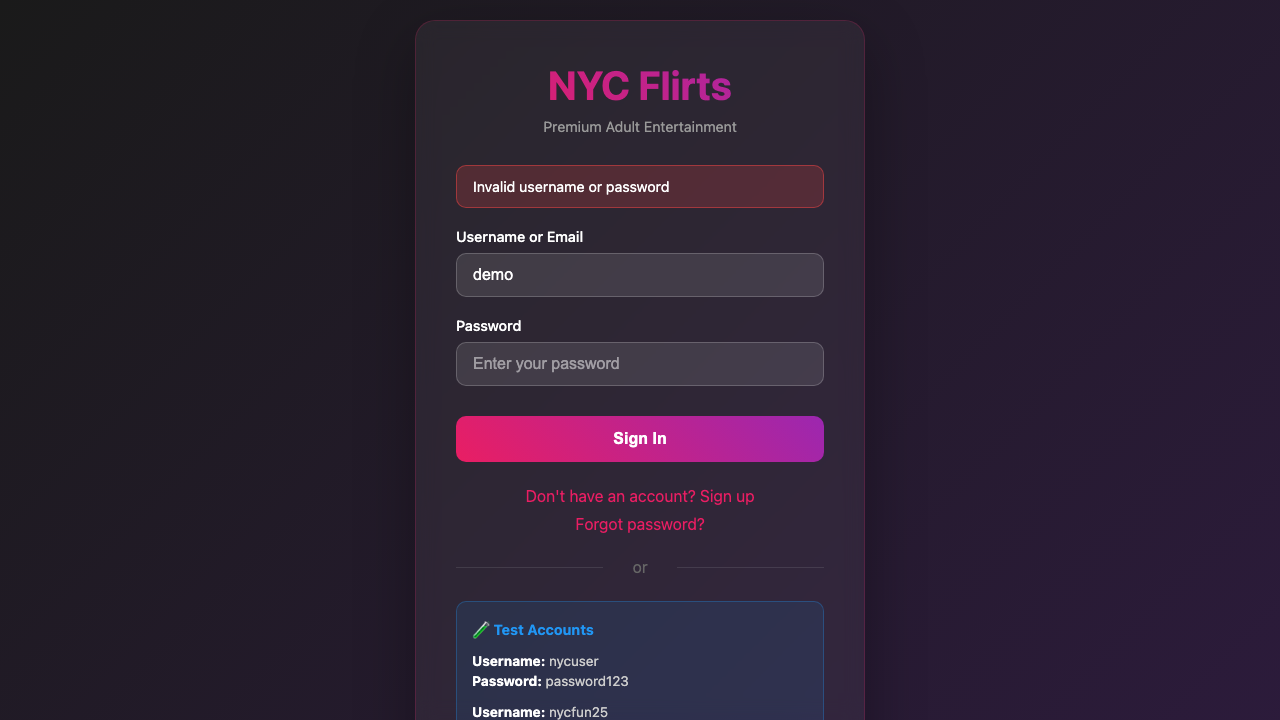 NYC Flirts
Premium Adult Entertainment
Invalid username or password
Username or Email
demo
Password
Enter your password
Sign In
Don't have an account? Sign up
Forgot password?
or
🧪 Test Accounts
Username: nycuser
Password: password123
Username: nycfun25